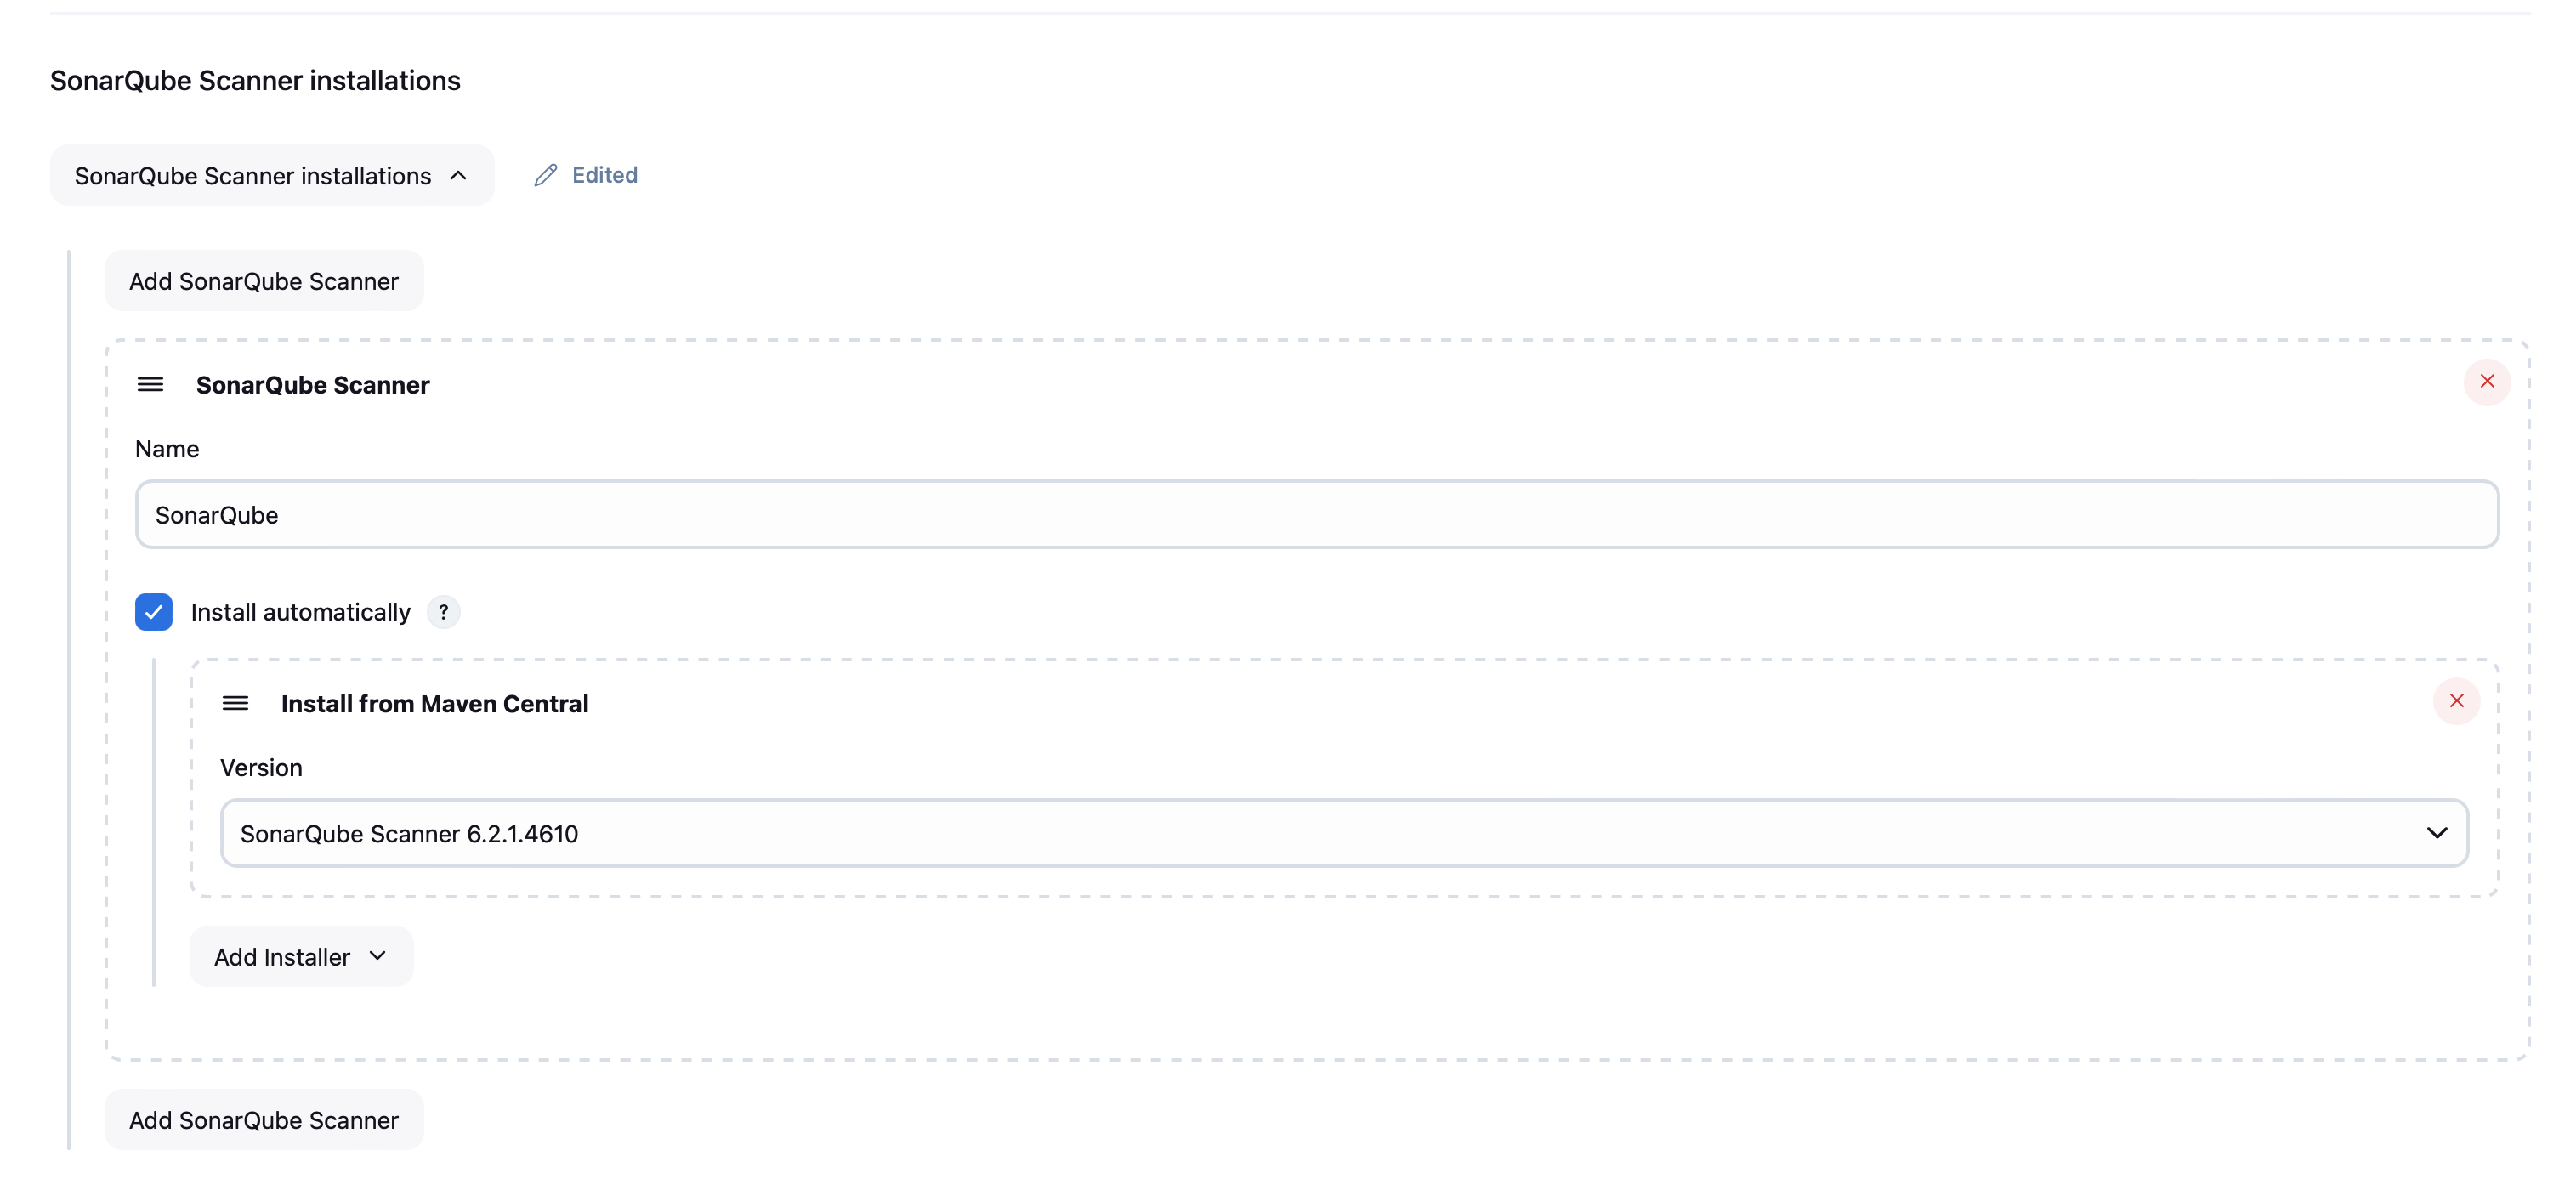 SonarQube Scanner installations
SonarQube Scanner installations
Edited
Add SonarQube Scanner
SonarQube Scanner
Name
SonarQube
Install automatically
?
Install from Maven Central
Version
SonarQube Scanner 6.2.1.4610
Add Installer
Add SonarQube Scanner